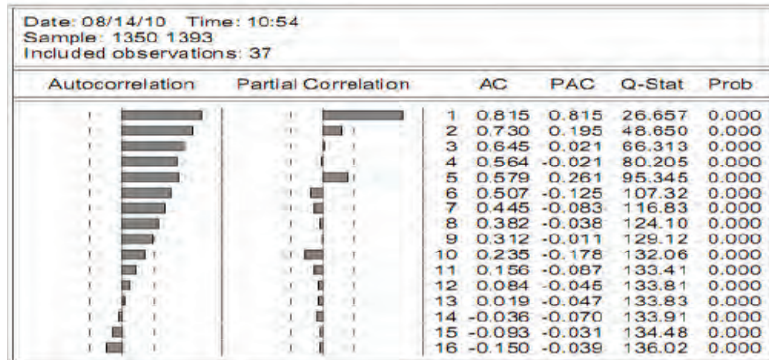 Date: 08/14/10 Time: 10:54
Sample: 1350 1393
Included observations: 37
Autocorrelation Partial Correlation AC PAC Q-Stat Prob
1 0.815 0.815 26.657 0.000
2 0.730 0.195 48.650 0.000
3 0.645 0.021 66.313 0.000
4 0.564 -0.021 80.205 0.000
5 0.579 0.261 95.345 0.000
6 0.507 -0.125 107.32 0.000
7 0.445 -0.083 116.83 0.000
8 0.382 -0.038 124.10 0.000
9 0.312 -0.011 129.12 0.000
10 0.235 -0.178 132.06 0.000
11 0.156 -0.087 133.41 0.000
12 0.084 -0.045 133.81 0.000
13 0.019 -0.047 133.83 0.000
14 -0.036 -0.070 133.91 0.000
15 -0.093 -0.031 134.48 0.000
16 -0.150 -0.039 136.02 0.000